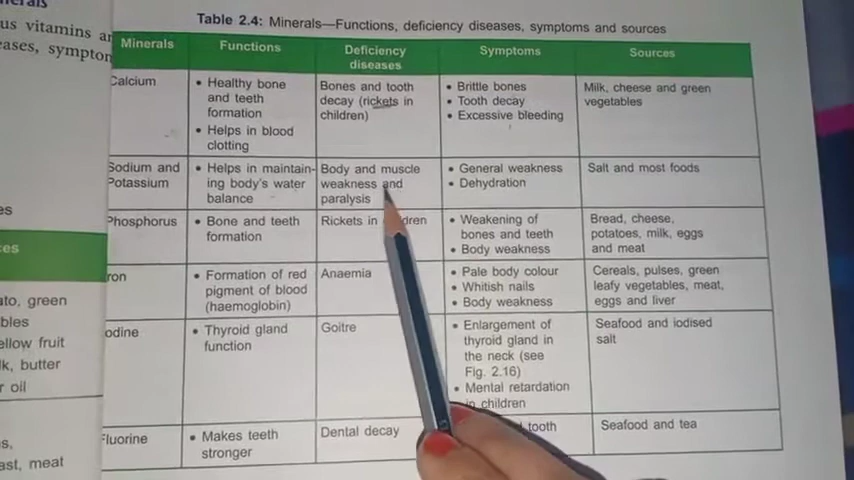 us vitamins
eases, symptom
es
ces
ato, green
bles
ellow fruit
lk, butter
r oil
s,
ast, meat
Table 2.4: Minerals—Functions, deficiency diseases, symptoms and sources
Minerals Functions Deficiency diseases Symptoms Sources
Calcium
• Healthy bone
and teeth
formation
• Helps in blood
clotting
Bones and tooth
decay (rickets in
children)
• Brittle bones
• Tooth decay
• Excessive bleeding
Milk, cheese and green
vegetables
Sodium and
Potassium
• Helps in maintain-
ing body's water
balance
Body and muscle
weakness and
paralysis
• General weakness
• Dehydration
Salt and most foods
Phosphorus
• Bone and teeth
formation
Rickets in
• Weakening of
bones and teeth
• Body weakness
Bread, cheese,
potatoes, milk, eggs
and meat
ron
• Formation of red
pigment of blood
(haemoglobin)
Anaemia
• Pale body colour
• Whitish nails
• Body weakness
Cereals, pulses, green
leafy vegetables, meat,
eggs and liver
odine
• Thyroid gland
function
Goitre
• Enlargement of
thyroid gland in
the neck (see
Fig. 2.16)
• Mental retardation
in children
Seafood and iodised
salt
Fluorine
• Makes teeth
stronger
Dental decay
tooth
Seafood and tea